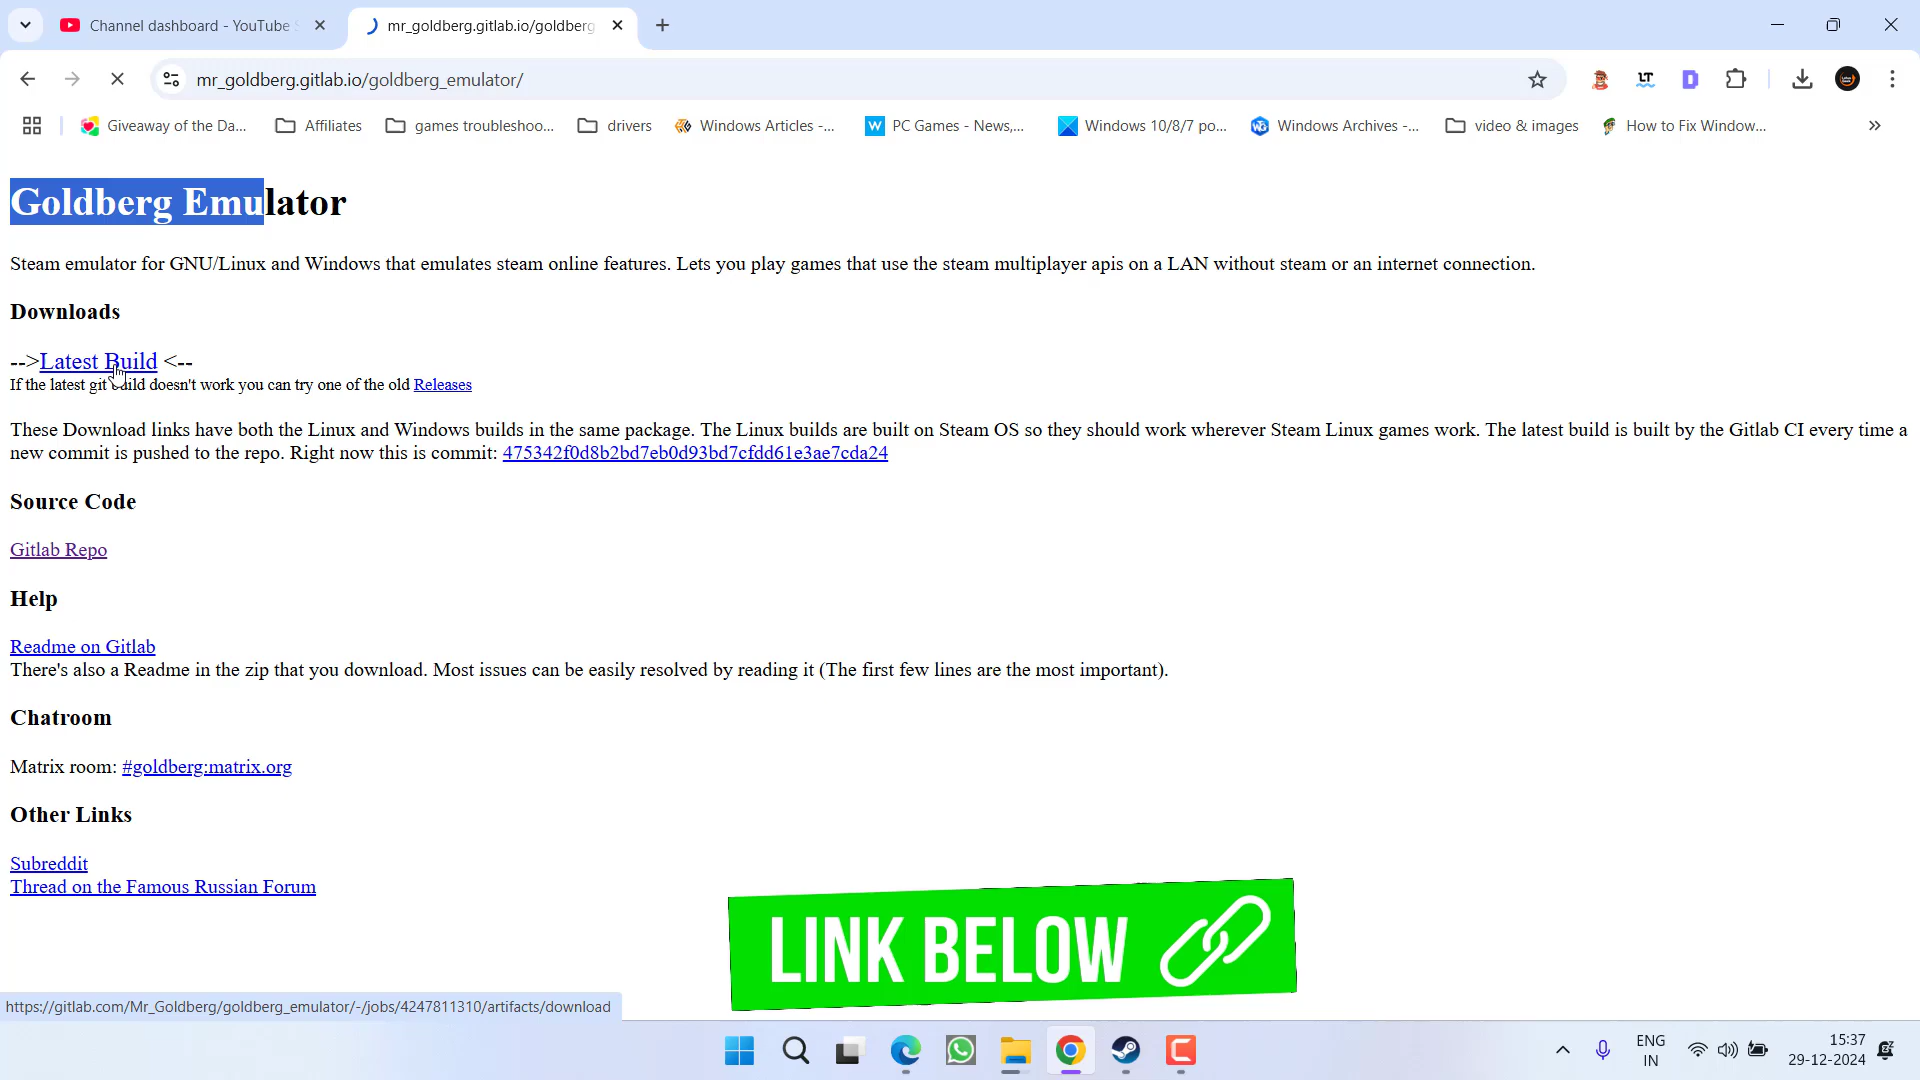 Channel dashboard - YouTube S
mr_goldberg.gitlab.io/goldberg
mr_goldberg.gitlab.io/goldberg_emulator/
Giveaway of the Da...
Affiliates
games troubleshoo...
drivers
Windows Articles -...
PC Games - News,...
Windows 10/8/7 po...
Windows Archives -...
video & images
How to Fix Window...
Goldberg Emulator
Steam emulator for GNU/Linux and Windows that emulates steam online features. Lets you play games that use the steam multiplayer apis on a LAN without steam or an internet connection.
Downloads
-->Latest Build <--
If the latest git build doesn't work you can try one of the old Releases
These Download links have both the Linux and Windows builds in the same package. The Linux builds are built on Steam OS so they should work wherever Steam Linux games work. The latest build is built by the Gitlab CI every time a
new commit is pushed to the repo. Right now this is commit: 475342f0d8b2bd7eb0d93bd7cfdd61e3ae7cda24
Source Code
Gitlab Repo
Help
Readme on Gitlab
There's also a Readme in the zip that you download. Most issues can be easily resolved by reading it (The first few lines are the most important).
Chatroom
Matrix room: #goldberg:matrix.org
Other Links
Subreddit
Thread on the Famous Russian Forum
LINK BELOW
https://gitlab.com/Mr_Goldberg/goldberg_emulator/-/jobs/4247811310/artifacts/download
ENG
IN
15:37
29-12-2024